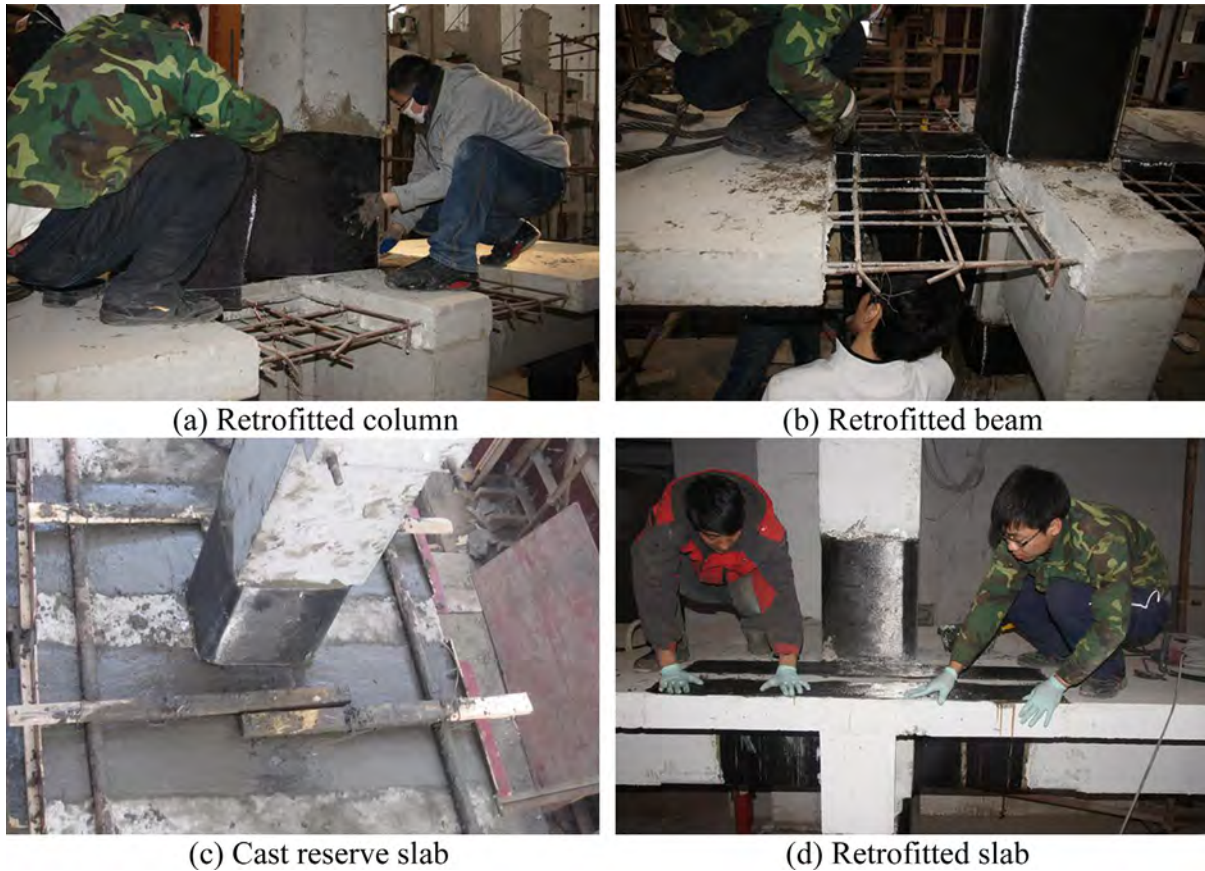 (a) Retrofitted column
(b) Retrofitted beam
(c) Cast reserve slab
(d) Retrofitted slab